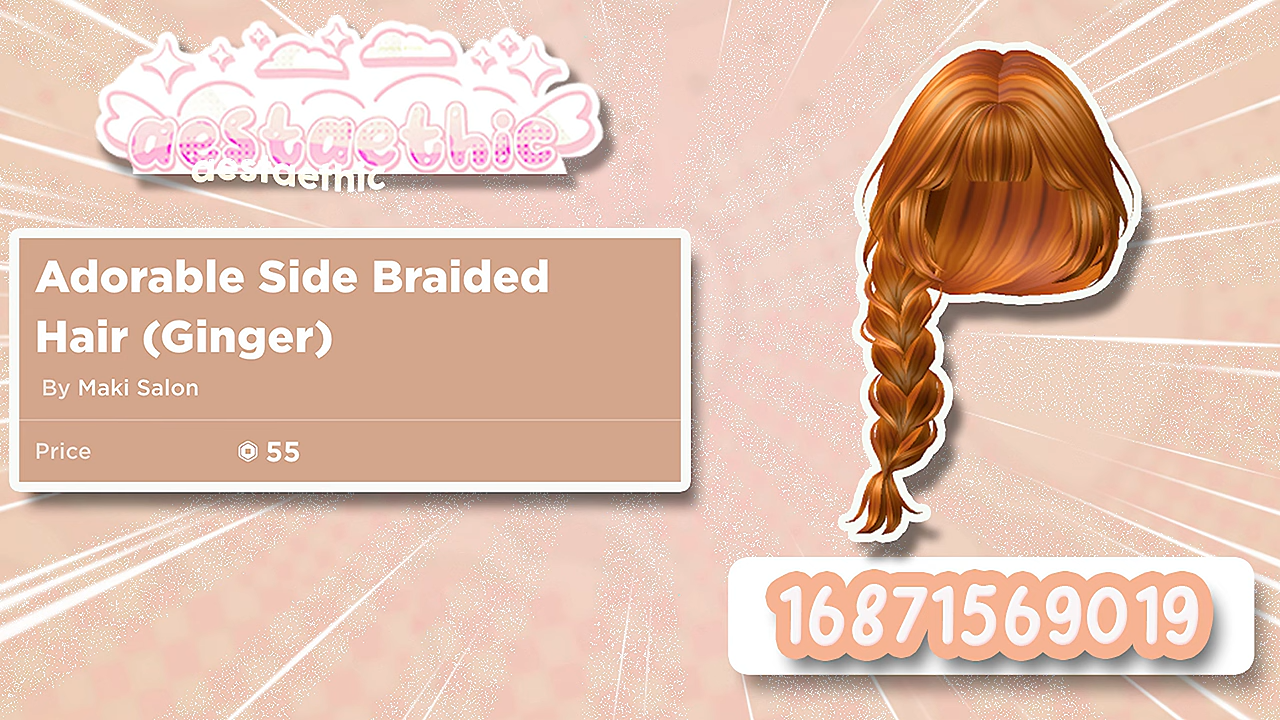 aestaethic
aestaethic
Adorable Side Braided
Hair (Ginger)
By Maki Salon
Price 55
16871569019